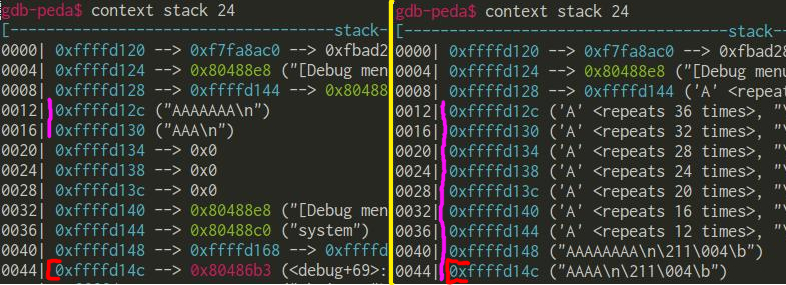 gdb-peda$ context stack 24
[------------------------------------stack-
0000| 0xffffd120 --> 0xf7fa8ac0 --> 0xfbad2
0004| 0xffffd124 --> 0x80488e8 ("[Debug men
0008| 0xffffd128 --> 0xffffd144 --> 0x80488
0012| 0xffffd12c ("AAAAAAA\n")
0016| 0xffffd130 ("AAA\n")
0020| 0xffffd134 --> 0x0
0024| 0xffffd138 --> 0x0
0028| 0xffffd13c --> 0x0
0032| 0xffffd140 --> 0x80488e8 ("[Debug men
0036| 0xffffd144 --> 0x80488c0 ("system")
0040| 0xffffd148 --> 0xffffd168 --> 0xffffd
0044| 0xffffd14c --> 0x80486b3 (<debug+69>:
gdb-peda$ context stack 24
[------------------------------------stack--
0000| 0xffffd120 --> 0xf7fa8ac0 --> 0xfbad28
0004| 0xffffd124 --> 0x80488e8 ("[Debug menu
0008| 0xffffd128 --> 0xffffd144 ('A' <repeat
0012| 0xffffd12c ('A' <repeats 36 times>, "\
0016| 0xffffd130 ('A' <repeats 32 times>, "\
0020| 0xffffd134 ('A' <repeats 28 times>, "\
0024| 0xffffd138 ('A' <repeats 24 times>, "\
0028| 0xffffd13c ('A' <repeats 20 times>, "\
0032| 0xffffd140 ('A' <repeats 16 times>, "\
0036| 0xffffd144 ('A' <repeats 12 times>, "\
0040| 0xffffd148 ("AAAAAAAA\n\211\004\b")
0044| 0xffffd14c ("AAAA\n\211\004\b")